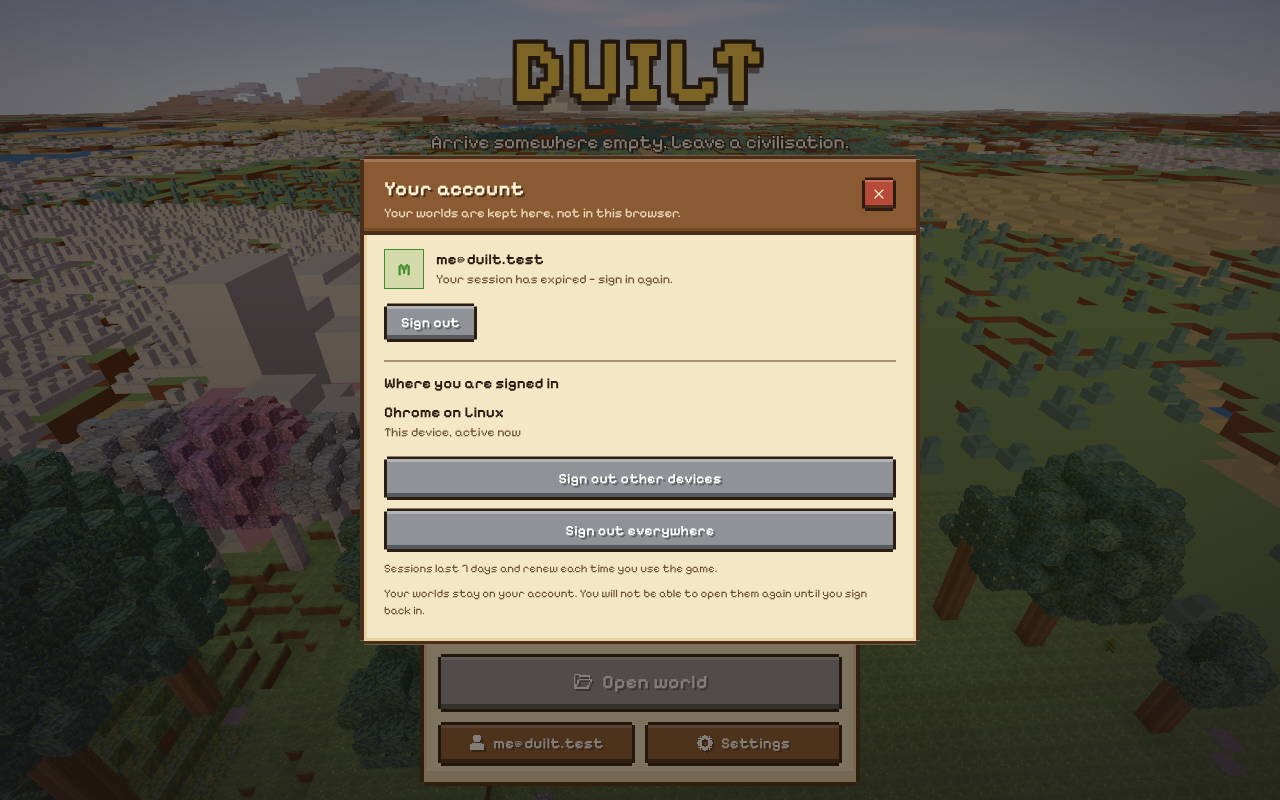 DUILT
Arrive somewhere empty. Leave a civilisation.
Your account
Your worlds are kept here, not in this browser.
M
me@duilt.test
Your session has expired - sign in again.
Sign out
Where you are signed in
Chrome on Linux
This device, active now
Sign out other devices
Sign out everywhere
Sessions last 7 days and renew each time you use the game.
Your worlds stay on your account. You will not be able to open them again until you sign
back in.
Open world
me@duilt.test
Settings